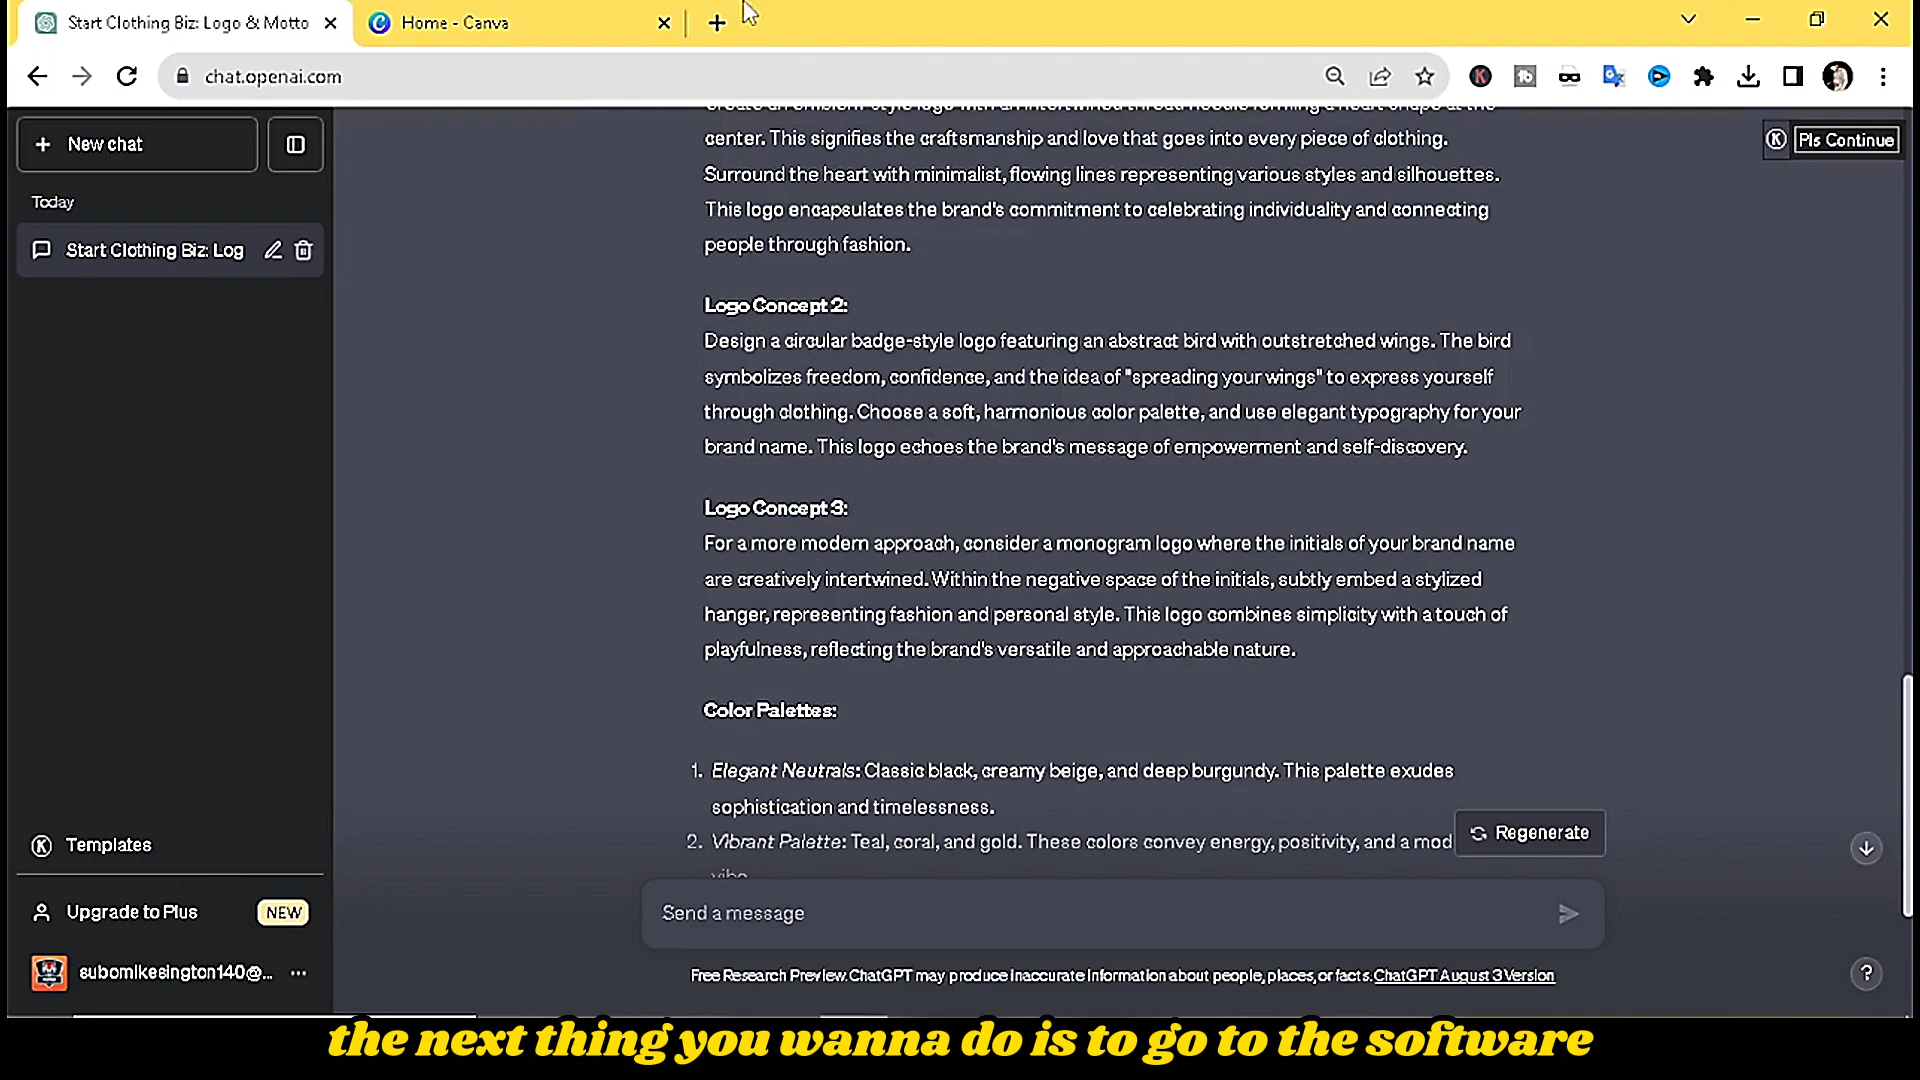 Start Clothing Biz: Logo & Motto
Home - Canva
chat.openai.com
New chat
Today
Start Clothing Biz: Log
Templates
Upgrade to Plus
NEW
subomikesington140@...
Pls Continue
center. This signifies the craftsmanship and love that goes into every piece of clothing.
Surround the heart with minimalist, flowing lines representing various styles and silhouettes.
This logo encapsulates the brand's commitment to celebrating individuality and connecting
people through fashion.
Logo Concept 2:
Design a circular badge-style logo featuring an abstract bird with outstretched wings. The bird
symbolizes freedom, confidence, and the idea of "spreading your wings" to express yourself
through clothing. Choose a soft, harmonious color palette, and use elegant typography for your
brand name. This logo echoes the brand's message of empowerment and self-discovery.
Logo Concept 3:
For a more modern approach, consider a monogram logo where the initials of your brand name
are creatively intertwined. Within the negative space of the initials, subtly embed a stylized
hanger, representing fashion and personal style. This logo combines simplicity with a touch of
playfulness, reflecting the brand's versatile and approachable nature.
Color Palettes:
1. Elegant Neutrals: Classic black, creamy beige, and deep burgundy. This palette exudes
sophistication and timelessness.
2. Vibrant Palette: Teal, coral, and gold. These colors convey energy, positivity, and a mod
Regenerate
Send a message
Free Research Preview. ChatGPT may produce inaccurate information about people, places, or facts. ChatGPT August 3 Version
?
the next thing you wanna do is to go to the software